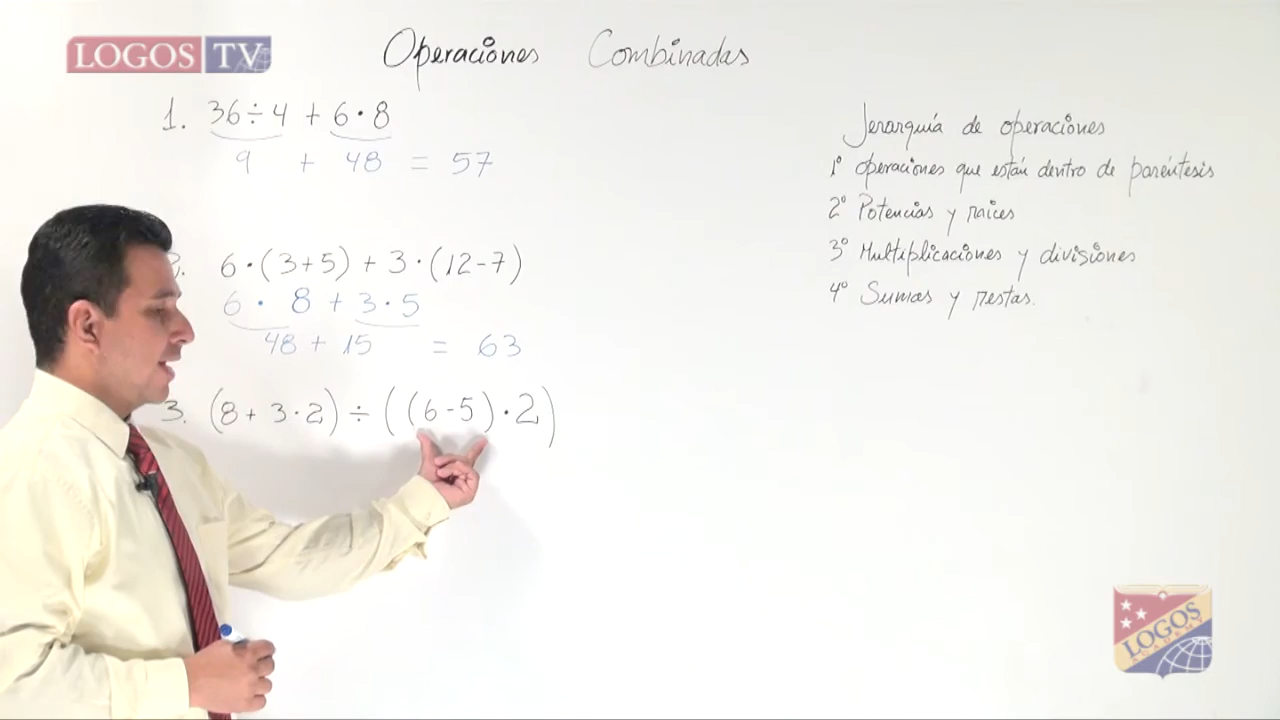 LOGOS TV
Operaciones Combinadas
1. 36÷4 + 6·8
9 + 48 = 57
6·(3+5) + 3·(12-7)
6 · 8 + 3·5
48 + 15 = 63
3. (8 + 3·2) ÷ ((6-5)·2)
Jerarquía de operaciones
1° operaciones que están dentro de paréntesis
2° Potencias y raíces
3° Multiplicaciones y divisiones
4° Sumas y restas.
LOGOS
ACADEMY